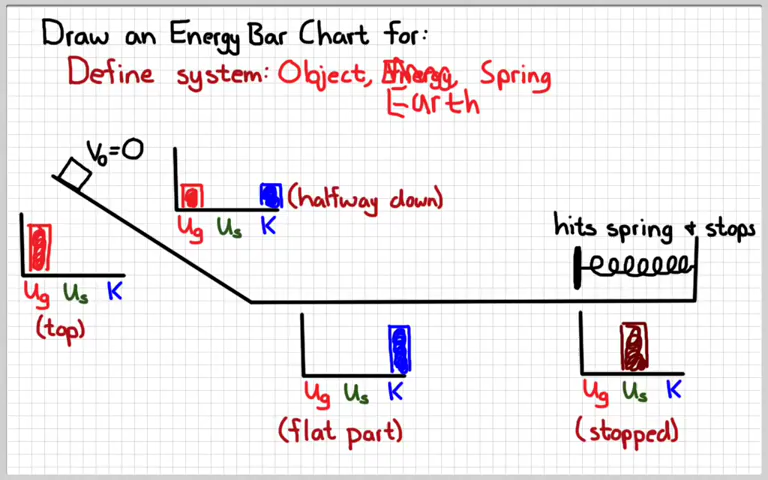 Draw an Energy Bar Chart for:
Define system: Object, Energy, Spring
Earth
V₀=0
(halfway down)
Ug Us K
hits spring & stops
Ug Us K
(top)
Ug Us K
(flat part)
Ug Us K
(stopped)